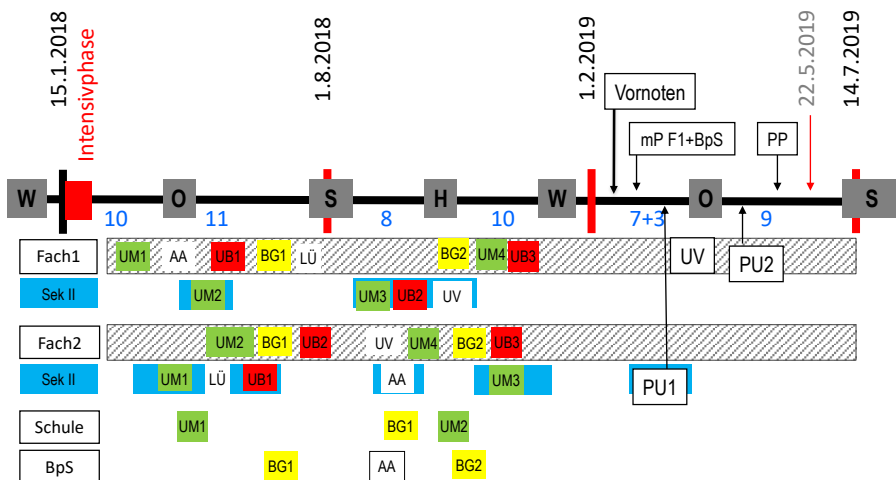 15.1.2018
Intensivphase
1.8.2018
1.2.2019
22.5.2019
14.7.2019
Vornoten
mP F1+BpS
PP
W O S H W O S
10 11 8 10 7+3 9
Fach1 UM1 AA UB1 BG1 LÜ BG2 UM4 UB3 UV PU2
Sek II UM2 UM3 UB2 UV
Fach2 UM2 BG1 UB2 UV UM4 BG2 UB3
Sek II UM1 LÜ UB1 AA UM3 PU1
Schule UM1 BG1 UM2
BpS BG1 AA BG2